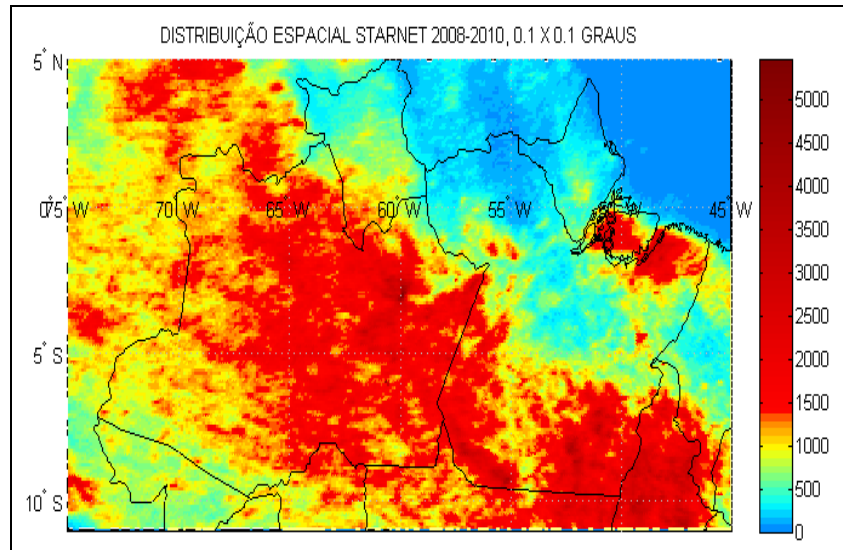 DISTRIBUIÇÃO ESPACIAL STARNET 2008-2010, 0.1 X 0.1 GRAUS
5° N
5000
4500
4000
3500
3000
2500
2000
1500
1000
500
0
0°
75° W
70° W
65° W
60° W
55° W
45° W
5° S
10° S